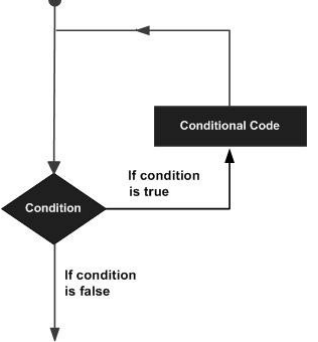 Conditional Code
If condition
is true
Condition
If condition
is false